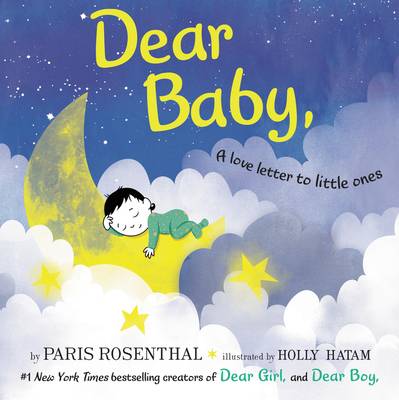 Dear
Baby,
A love letter to little ones
by PARIS ROSENTHAL * illustrated by HOLLY HATAM
#1 New York Times bestselling creators of Dear Girl, and Dear Boy,